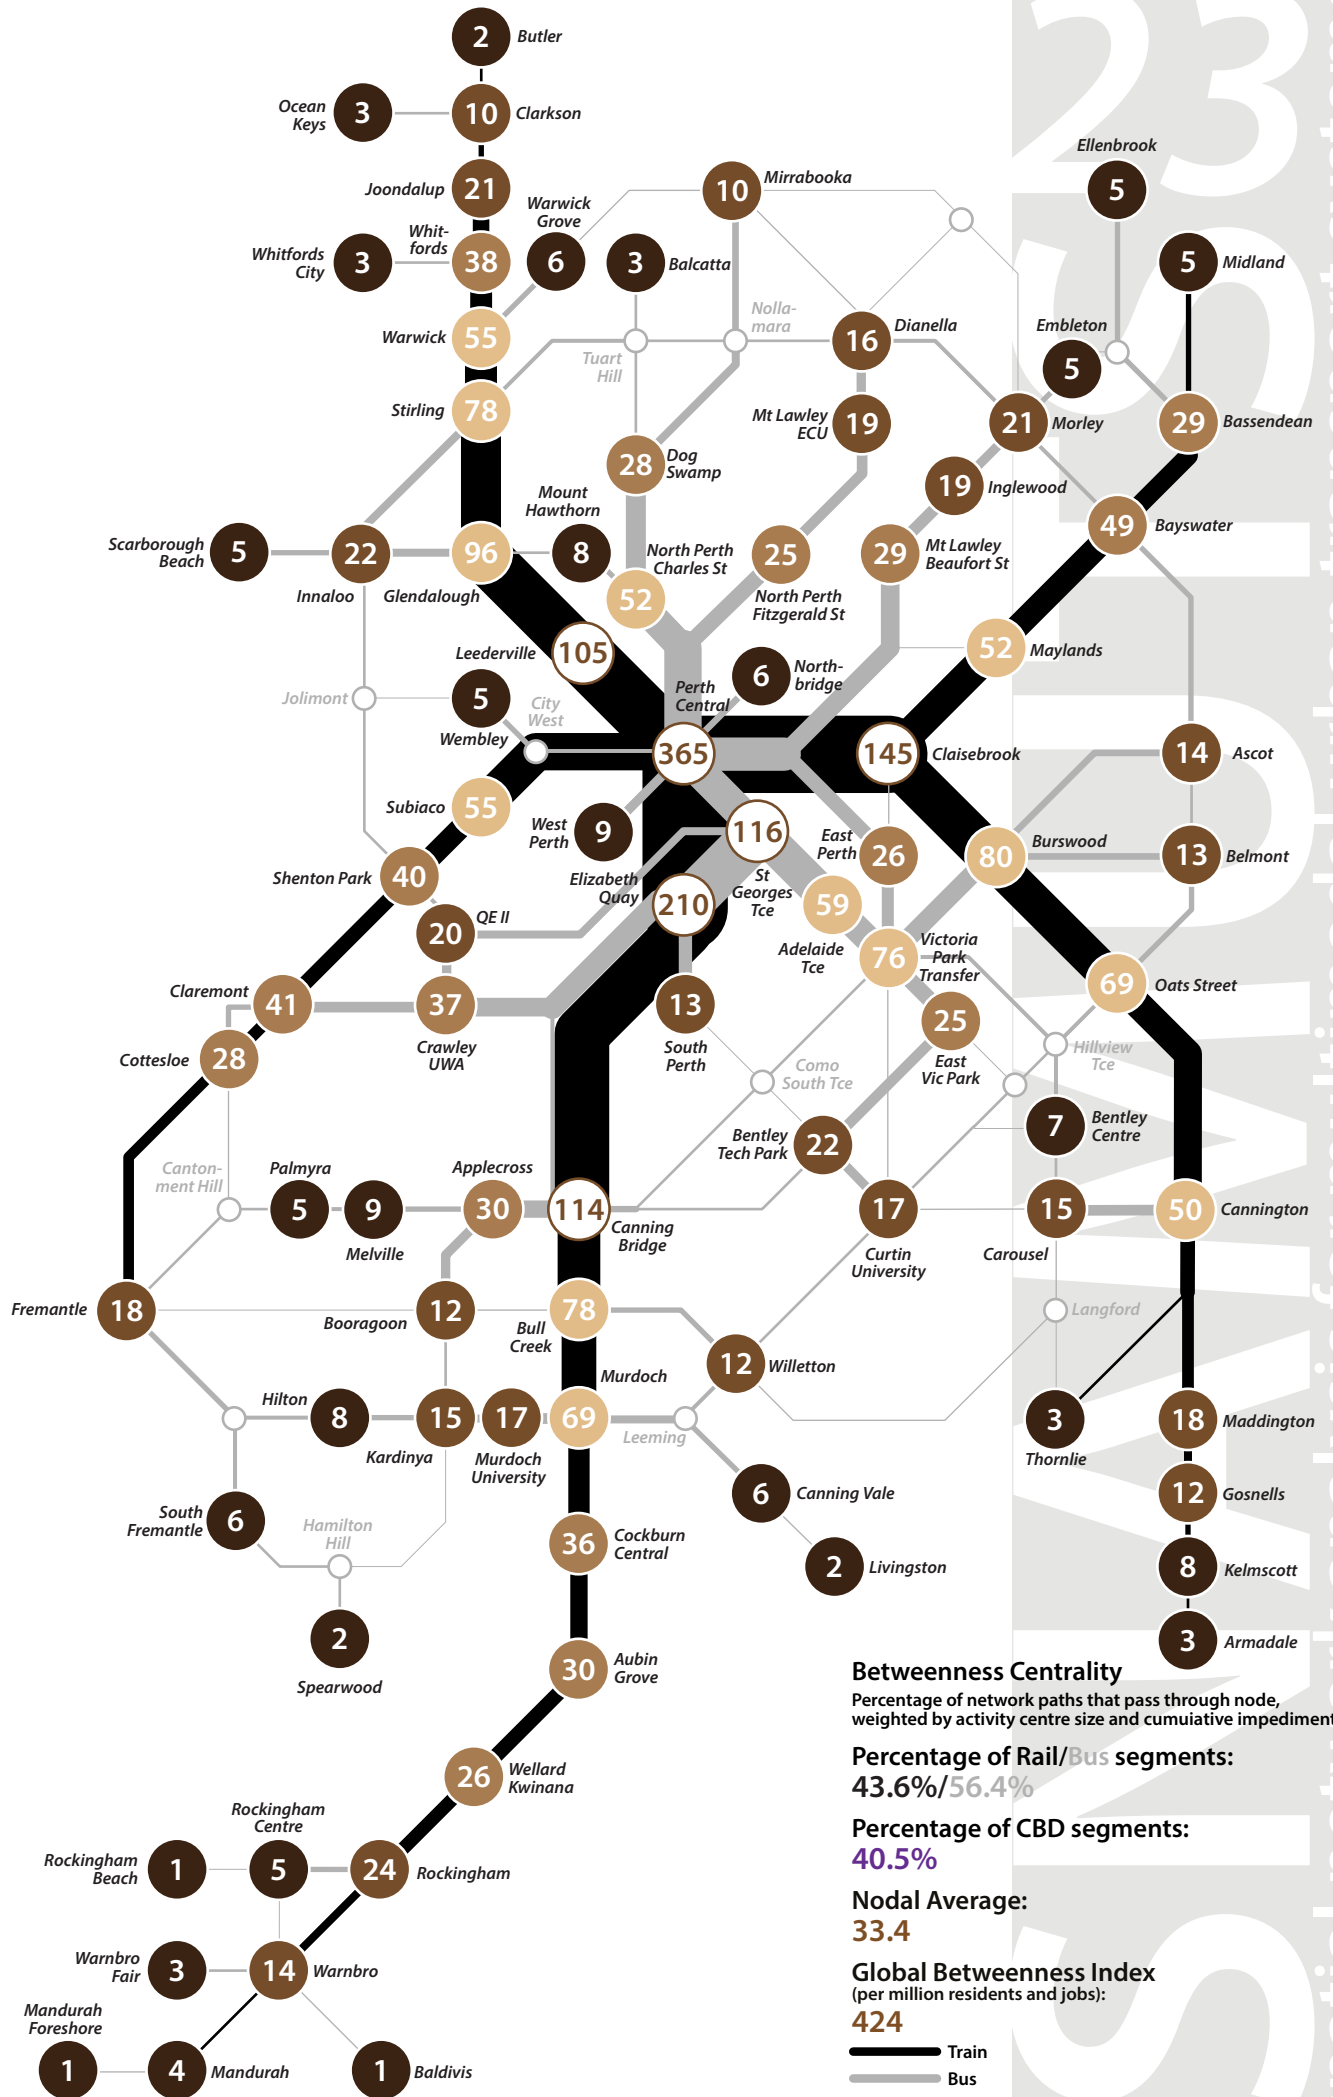 23
2
Butler
Ocean
Keys
3
10
Clarkson
Ellenbrook
5
Joondalup
21
Warwick
Grove
10
Mirrabooka
Whitfords
City
3
Whit-
fords
38
6
3
Balcatta
5
Midland
Warwick
55
Nolla-
mara
Tuart
Hill
16
Dianella
Embleton
5
Stirling
78
Mt Lawley
ECU
19
21
Morley
29
Bassendean
28
Dog
Swamp
19
Inglewood
Mount
Hawthorn
49
Bayswater
Scarborough
Beach
5
22
Innaloo
96
Glendalough
8
North Perth
Charles St
52
25
North Perth
Fitzgerald St
29
Mt Lawley
Beaufort St
Leederville
105
52
Maylands
Jolimont
5
Wembley
City
West
Perth
Central
6
North-
bridge
365
145
Claisebrook
14
Ascot
Subiaco
55
West
Perth
9
116
St
Georges
Tce
East
Perth
26
80
Burswood
13
Belmont
Shenton Park
40
Elizabeth
Quay
210
59
Adelaide
Tce
20
QE II
76
Victoria
Park
Transfer
69
Oats Street
Claremont
41
37
Crawley
UWA
13
South
Perth
25
East
Vic Park
Cottesloe
28
Hillview
Tce
Como
South Tce
Bentley
Tech Park
22
7
Bentley
Centre
Canton-
ment Hill
Palmyra
5
9
Melville
Applecross
30
114
Canning
Bridge
17
Curtin
University
15
Carousel
50
Cannington
Fremantle
18
12
Booragoon
78
Bull
Creek
Langford
12
Willetton
Hilton
8
15
Kardinya
17
Murdoch
University
69
Murdoch
Leeming
3
Thornlie
18
Maddington
6
Canning Vale
12
Gosnells
South
Fremantle
6
Hamilton
Hill
36
Cockburn
Central
2
Livingston
8
Kelmscott
2
Spearwood
3
Armadale
30
Aubin
Grove
26
Wellard
Kwinana
Rockingham
Centre
Rockingham
Beach
1
5
24
Rockingham
Warnbro
Fair
3
14
Warnbro
Mandurah
Foreshore
1
4
Mandurah
1
Baldivis
Betweenness Centrality
Percentage of network paths that pass through node,
weighted by activity centre size and cumuiative impediment
Percentage of Rail/Bus segments:
43.6%/56.4%
Percentage of CBD segments:
40.5%
Nodal Average:
33.4
Global Betweenness Index
(per million residents and jobs):
424
Train
Bus